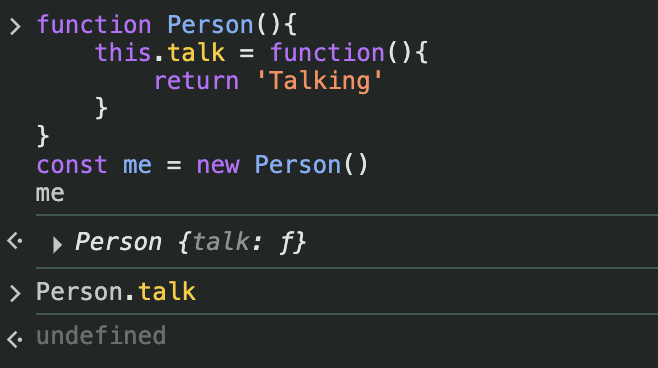 function Person(){
    this.talk = function(){
        return 'Talking'
    }
}
const me = new Person()
me
Person {talk: ƒ}
Person.talk
undefined